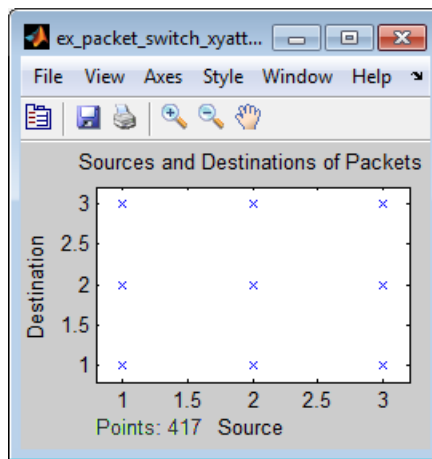 ex_packet_switch_xyatt...
File View Axes Style Window Help
Sources and Destinations of Packets
Destination
3
2.5
2
1.5
1
1 1.5 2 2.5 3
Points: 417 Source